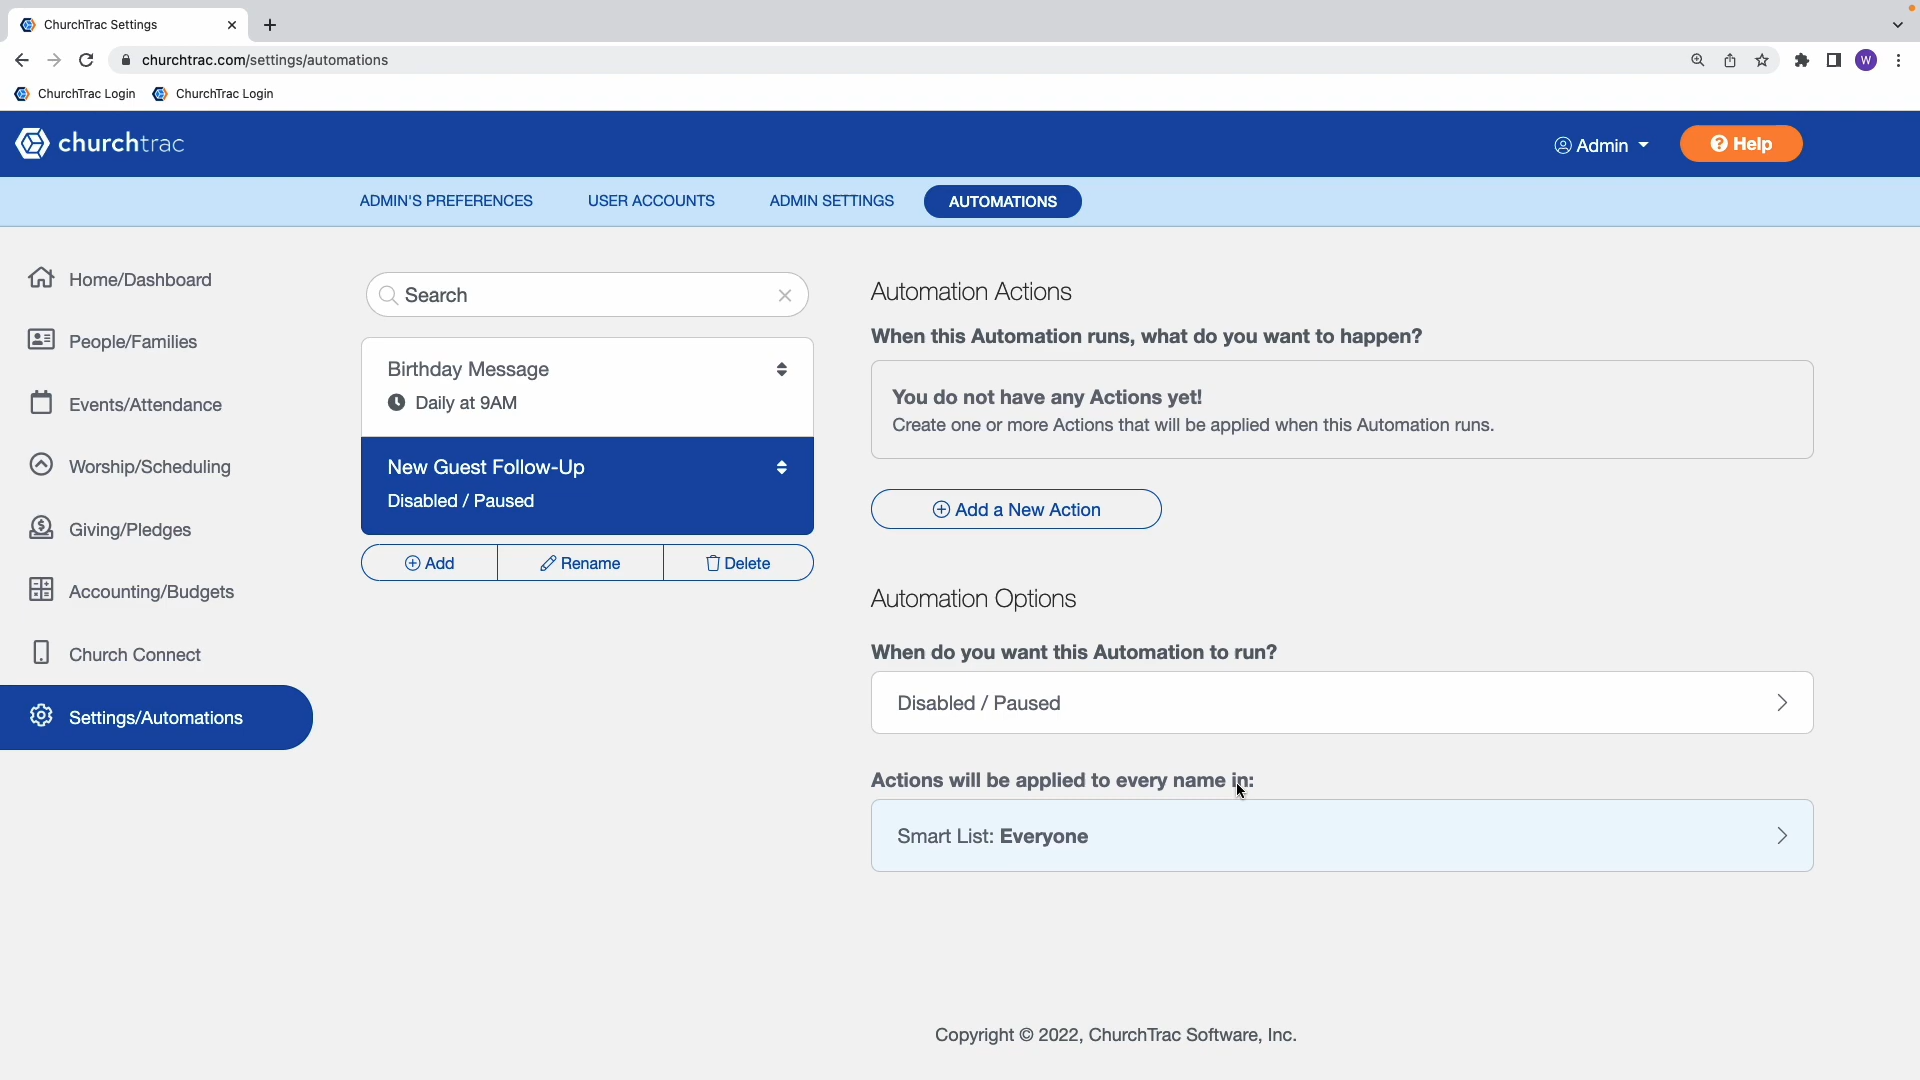 ChurchTrac Settings
churchtrac.com/settings/automations
W
ChurchTrac Login
ChurchTrac Login
churchtrac
Admin
Help
ADMIN'S PREFERENCES
USER ACCOUNTS
ADMIN SETTINGS
AUTOMATIONS
Home/Dashboard
People/Families
Events/Attendance
Worship/Scheduling
Giving/Pledges
Accounting/Budgets
Church Connect
Settings/Automations
Search
Birthday Message
Daily at 9AM
New Guest Follow-Up
Disabled / Paused
Add
Rename
Delete
Automation Actions
When this Automation runs, what do you want to happen?
You do not have any Actions yet!
Create one or more Actions that will be applied when this Automation runs.
Add a New Action
Automation Options
When do you want this Automation to run?
Disabled / Paused
Actions will be applied to every name in:
Smart List: Everyone
Copyright © 2022, ChurchTrac Software, Inc.